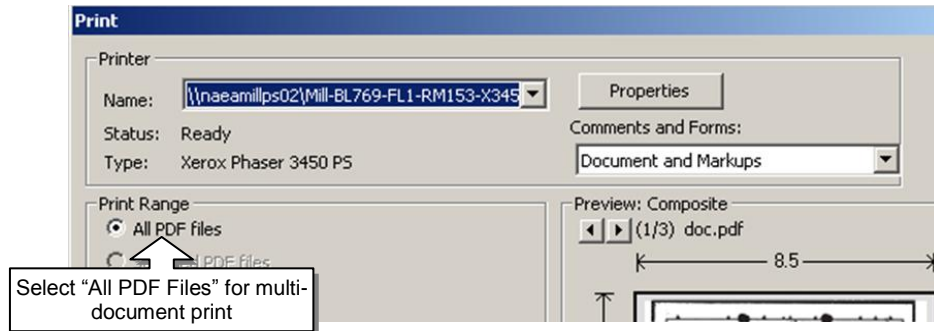 Print
Printer
Name: \\naeamillps02\Mill-BL769-FL1-RM153-X345
Properties
Status: Ready
Comments and Forms:
Type: Xerox Phaser 3450 PS
Document and Markups
Print Range
All PDF files
PDF files
Select “All PDF Files” for multi-
document print
Preview: Composite
(1/3) doc.pdf
8.5